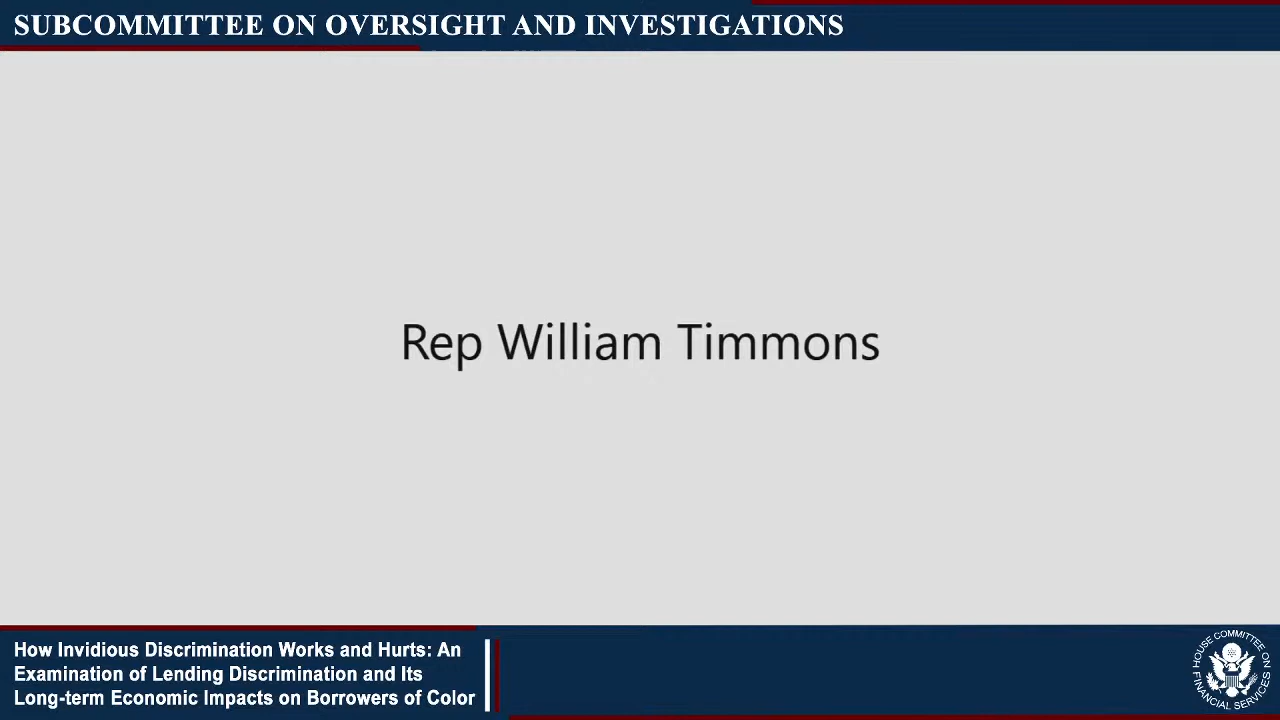 SUBCOMMITTEE ON OVERSIGHT AND INVESTIGATIONS
Rep William Timmons
How Invidious Discrimination Works and Hurts: An
Examination of Lending Discrimination and Its
Long-term Economic Impacts on Borrowers of Color
HOUSE COMMITTEE ON
FINANCIAL SERVICES